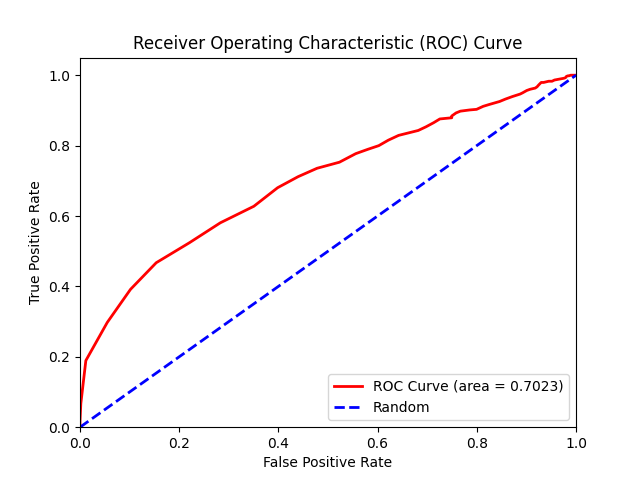 Receiver Operating Characteristic (ROC) Curve
True Positive Rate
1.0
0.8
0.6
0.4
0.2
0.0
0.0 0.2 0.4 0.6 0.8 1.0
False Positive Rate
ROC Curve (area = 0.7023)
Random